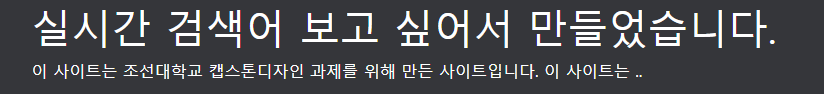 실시간 검색어 보고 싶어서 만들었습니다.
이 사이트는 조선대학교 캡스톤디자인 과제를 위해 만든 사이트입니다. 이 사이트는 ..